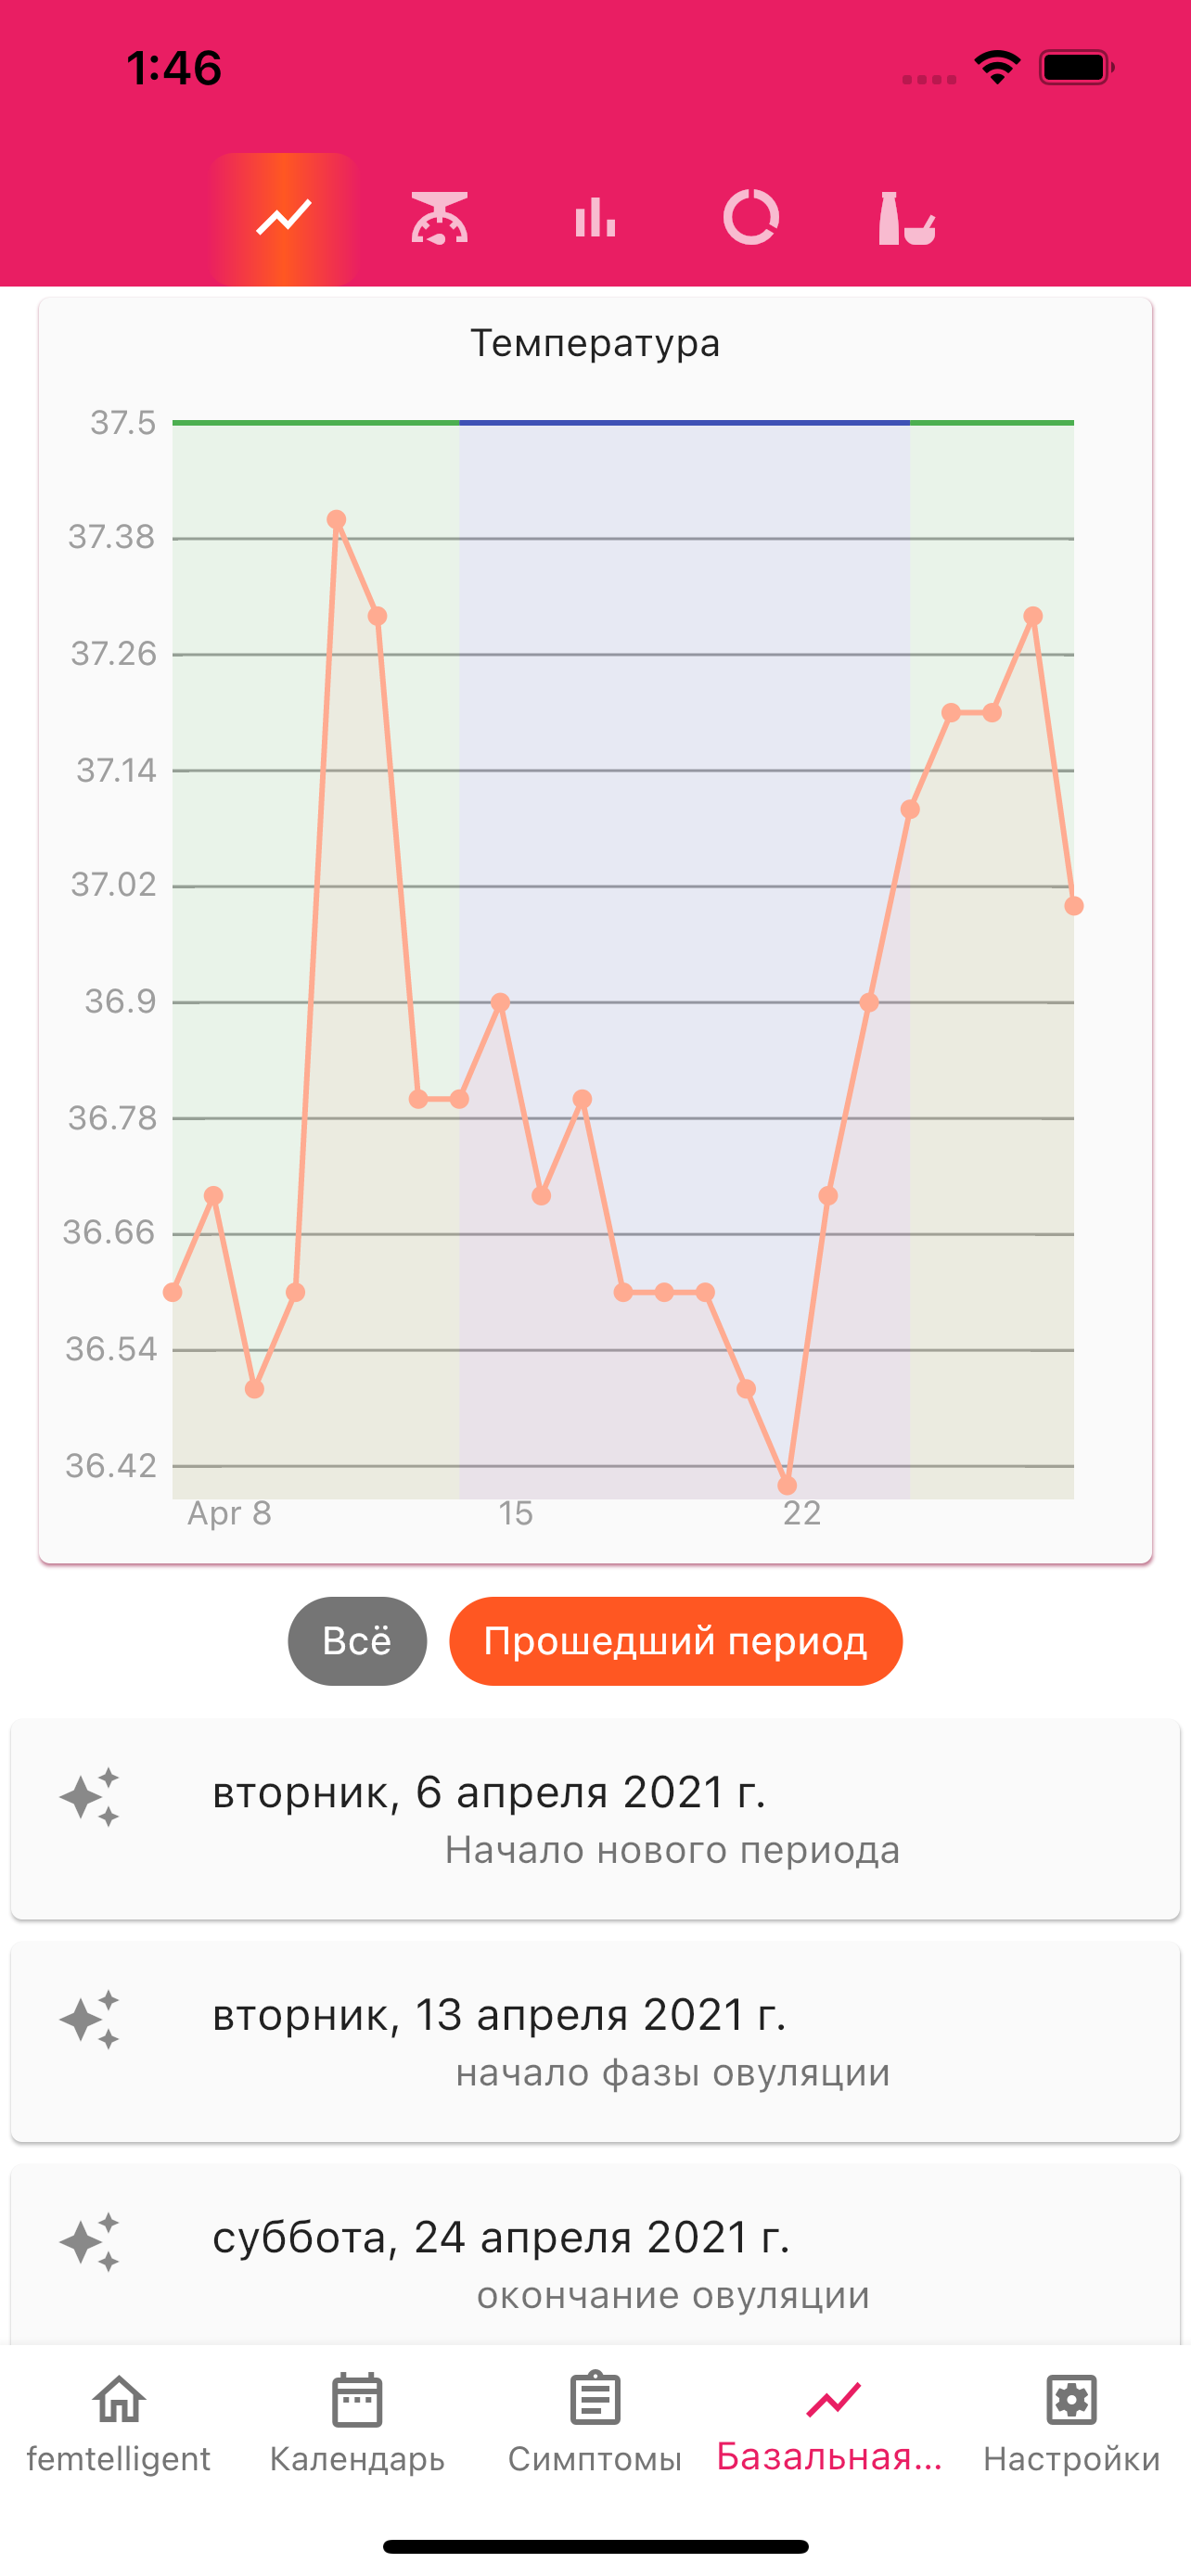 1:46
Температура
37.5
37.38
37.26
37.14
37.02
36.9
36.78
36.66
36.54
36.42
Apr 8 15 22
Всё Прошедший период
вторник, 6 апреля 2021 г.
Начало нового периода
вторник, 13 апреля 2021 г.
начало фазы овуляции
суббота, 24 апреля 2021 г.
окончание овуляции
femtelligent Календарь Симптомы Базальная... Настройки